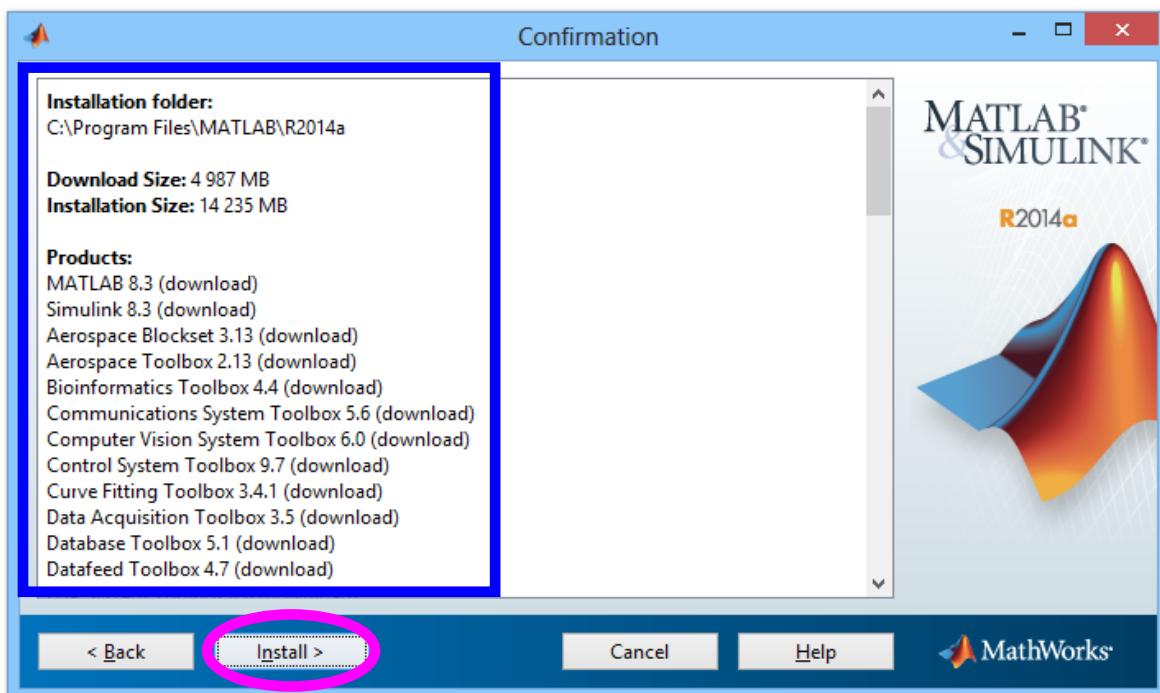 Confirmation
Installation folder:
C:\Program Files\MATLAB\R2014a
Download Size: 4 987 MB
Installation Size: 14 235 MB
Products:
MATLAB 8.3 (download)
Simulink 8.3 (download)
Aerospace Blockset 3.13 (download)
Aerospace Toolbox 2.13 (download)
Bioinformatics Toolbox 4.4 (download)
Communications System Toolbox 5.6 (download)
Computer Vision System Toolbox 6.0 (download)
Control System Toolbox 9.7 (download)
Curve Fitting Toolbox 3.4.1 (download)
Data Acquisition Toolbox 3.5 (download)
Database Toolbox 5.1 (download)
Datafeed Toolbox 4.7 (download)
MATLAB®
&SIMULINK®
R2014a
< Back
Install >
Cancel
Help
MathWorks®